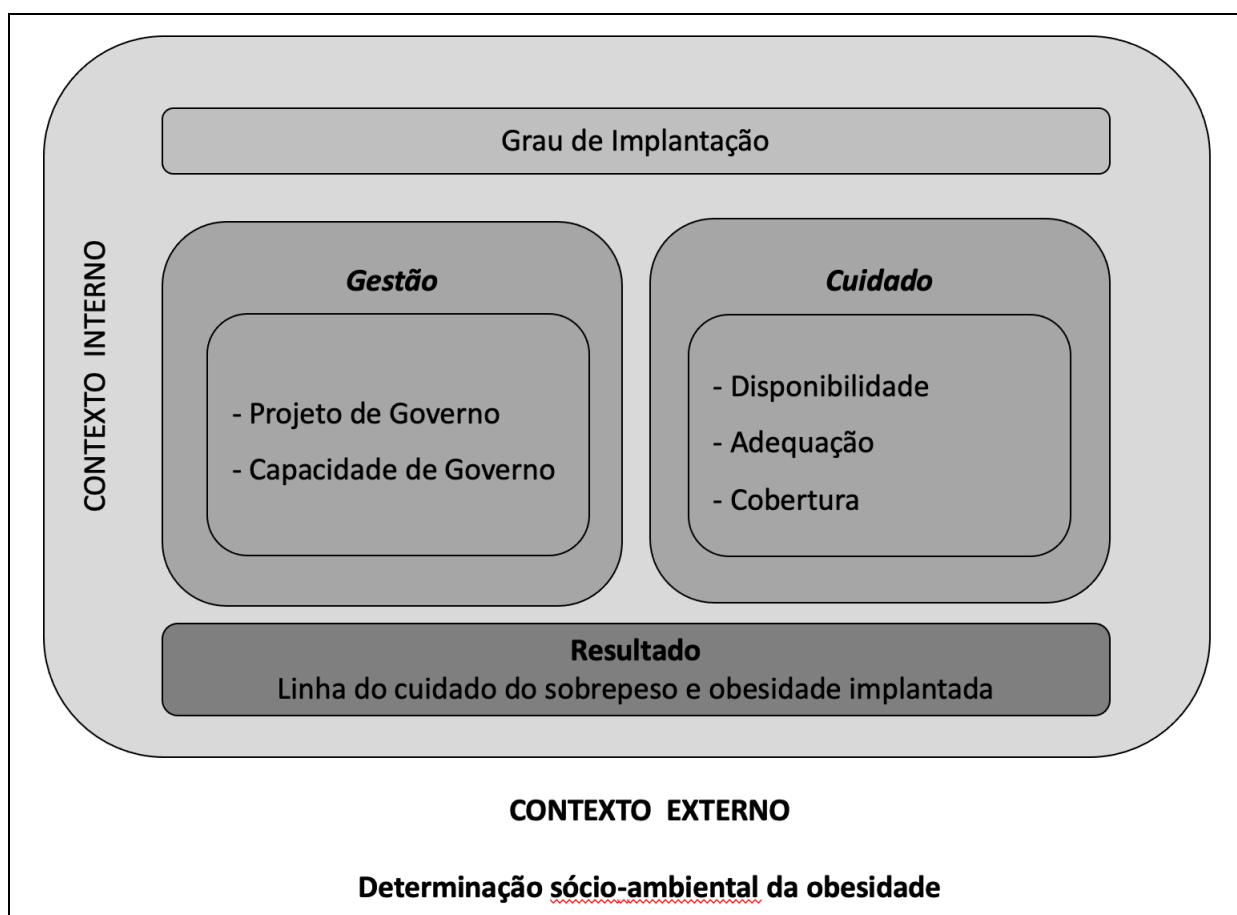 Grau de Implantação
CONTEXTO INTERNO
Gestão
- Projeto de Governo
- Capacidade de Governo
Cuidado
- Disponibilidade
- Adequação
- Cobertura
Resultado
Linha do cuidado do sobrepeso e obesidade implantada
CONTEXTO EXTERNO
Determinação sócio-ambiental da obesidade